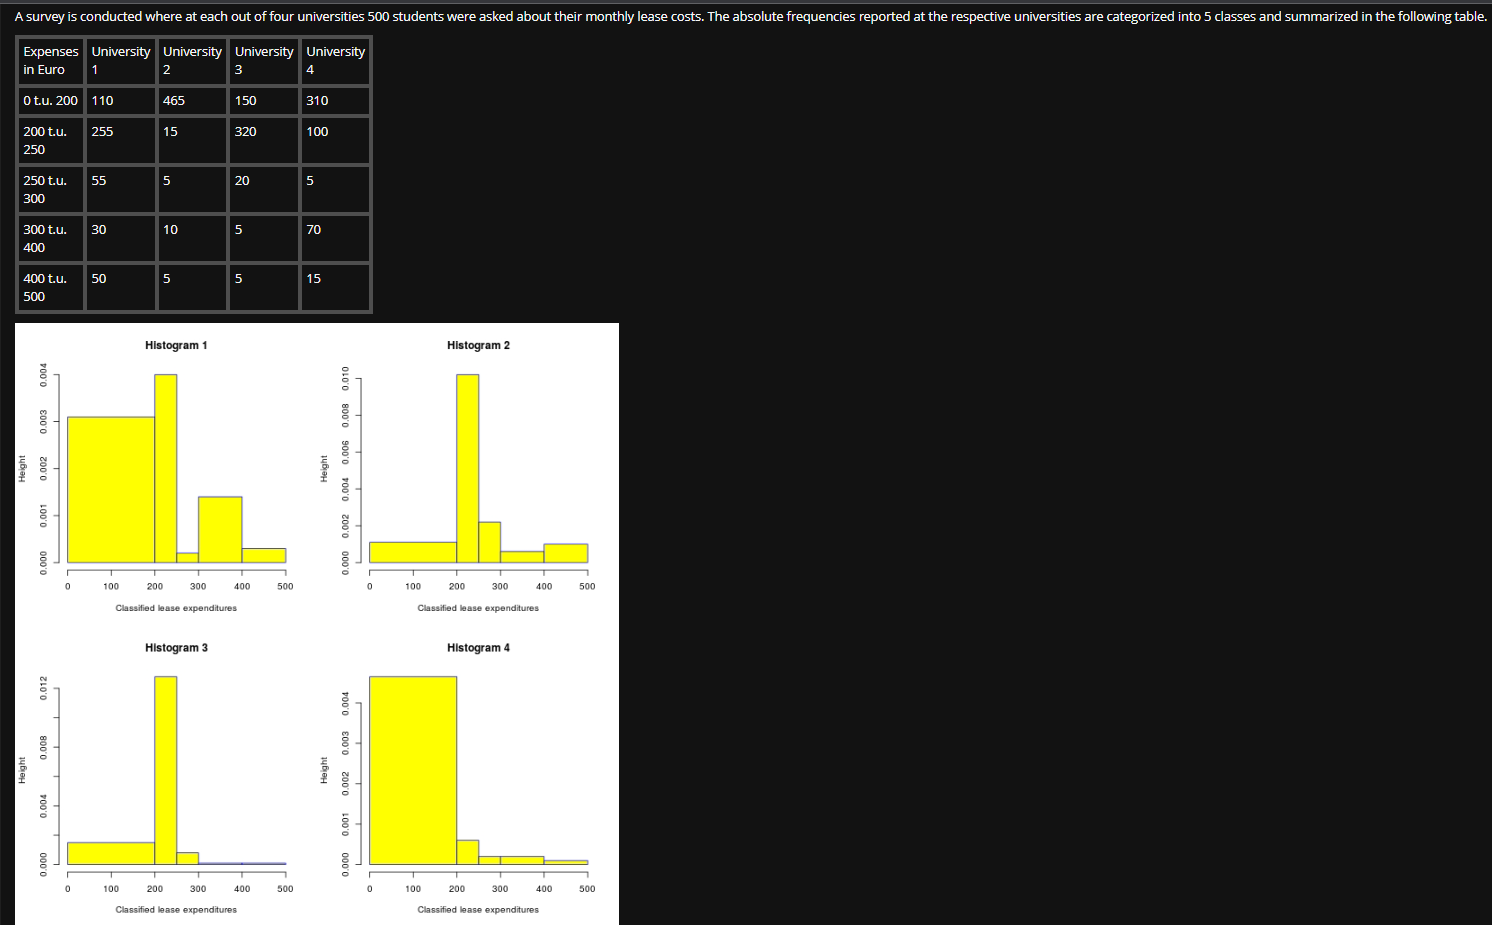 A survey is conducted where at each out of four universities 500 students were asked about their monthly lease costs. The absolute frequencies reported at the respective universities are categorized into 5 classes and summarized in the following table.
Expenses in Euro University 1 University 2 University 3 University 4
0 t.u. 200 110 465 150 310
200 t.u. 250 255 15 320 100
250 t.u. 300 55 5 20 5
300 t.u. 400 30 10 5 70
400 t.u. 500 50 5 5 15
Histogram 1
0.004
0.003
0.002
0.001
0.000
Height
0 100 200 300 400 500
Classified lease expenditures
Histogram 2
0.010
0.008
0.006
0.004
0.002
0.000
Height
0 100 200 300 400 500
Classified lease expenditures
Histogram 3
0.012
0.008
0.004
0.000
Height
0 100 200 300 400 500
Classified lease expenditures
Histogram 4
0.004
0.003
0.002
0.001
0.000
Height
0 100 200 300 400 500
Classified lease expenditures